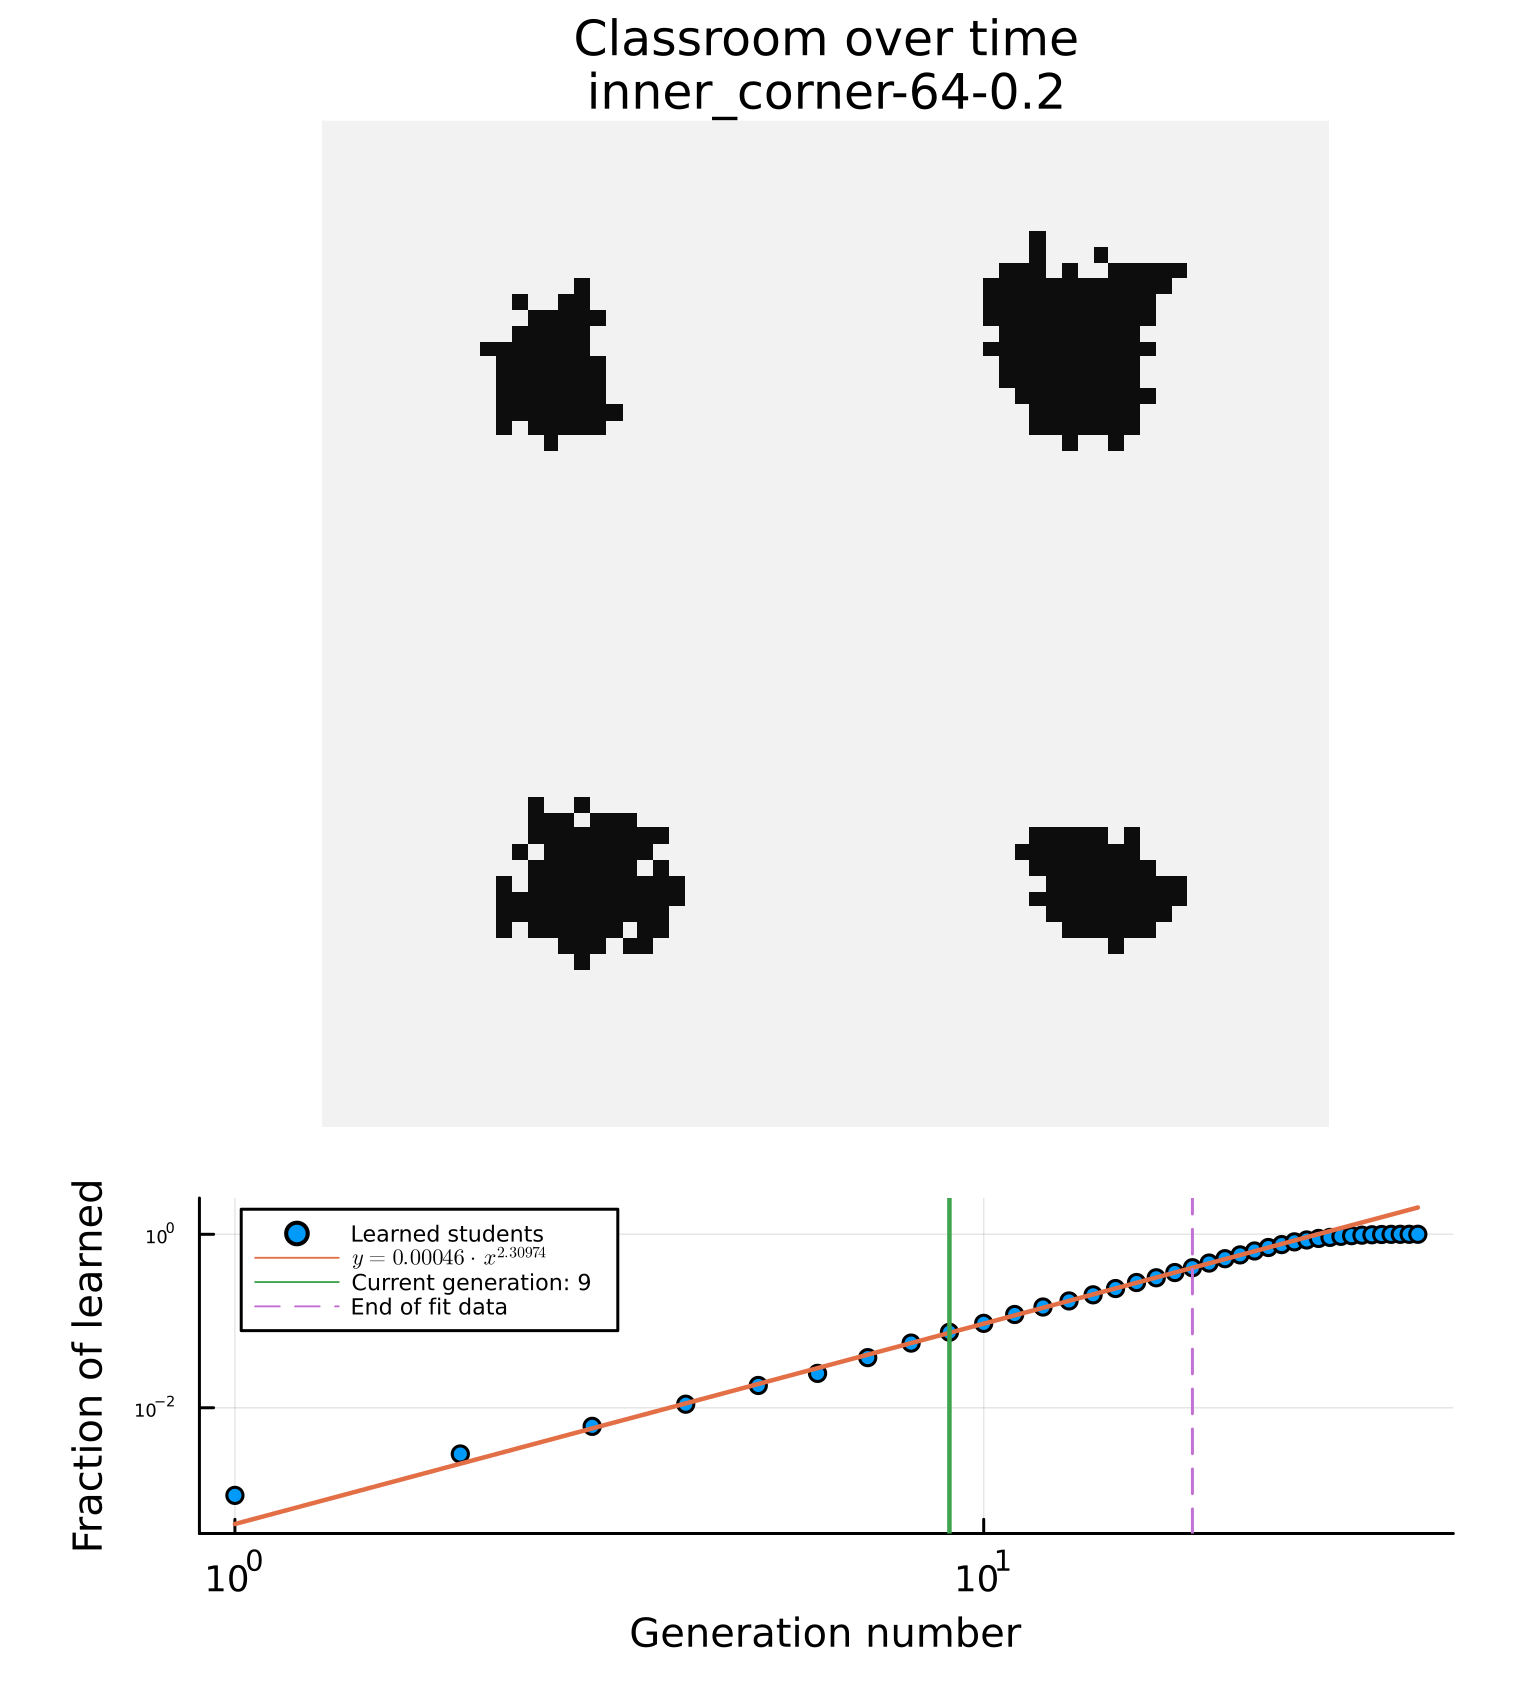 Classroom over time
inner_corner-64-0.2
Fraction of learned
10^0
10^-2
Learned students
y = 0.00046 · x^2.30974
Current generation: 9
End of fit data
10^0
10^1
Generation number